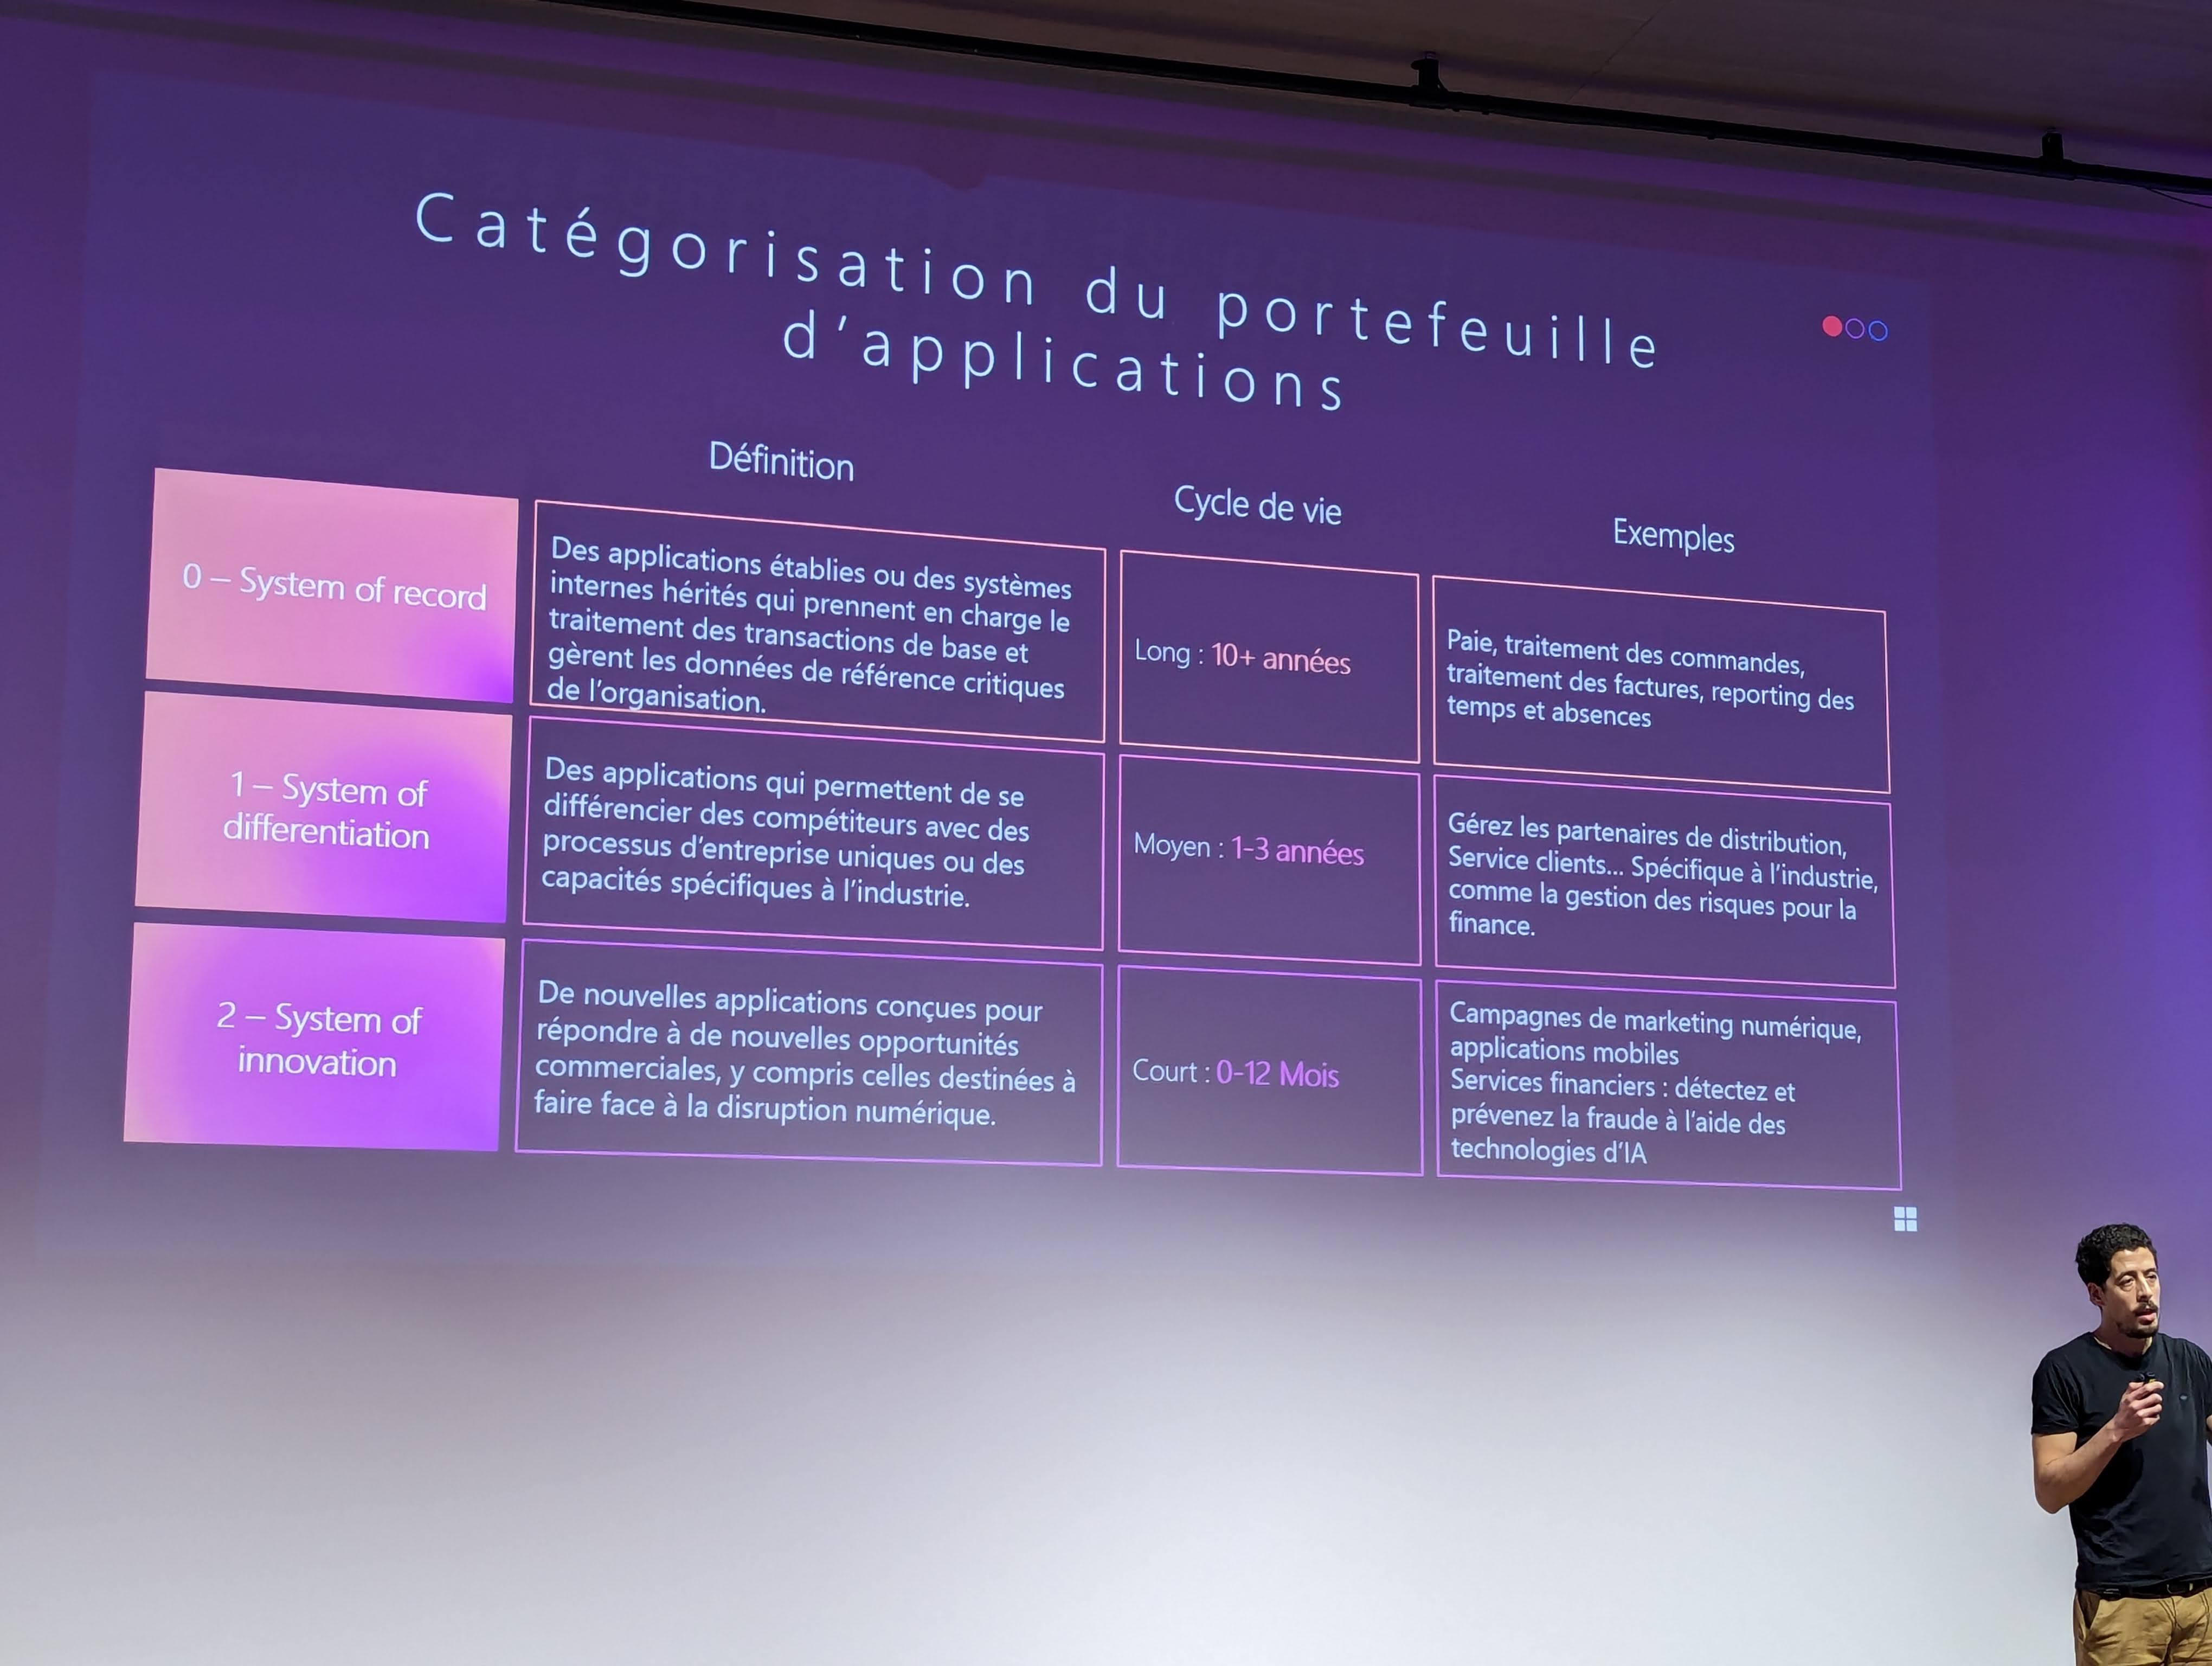 Catégorisation du portefeuille
d’applications
Définition
Cycle de vie
Exemples
0 – System of record
Des applications établies ou des systèmes
internes hérités qui prennent en charge le
traitement des transactions de base et
gèrent les données de référence critiques
de l’organisation.
Long : 10+ années
Paie, traitement des commandes,
traitement des factures, reporting des
temps et absences
1 – System of
differentiation
Des applications qui permettent de se
différencier des compétiteurs avec des
processus d’entreprise uniques ou des
capacités spécifiques à l’industrie.
Moyen : 1-3 années
Gérez les partenaires de distribution,
Service clients... Spécifique à l’industrie,
comme la gestion des risques pour la
finance.
2 – System of
innovation
De nouvelles applications conçues pour
répondre à de nouvelles opportunités
commerciales, y compris celles destinées à
faire face à la disruption numérique.
Court : 0-12 Mois
Campagnes de marketing numérique,
applications mobiles
Services financiers : détectez et
prévenez la fraude à l’aide des
technologies d’IA